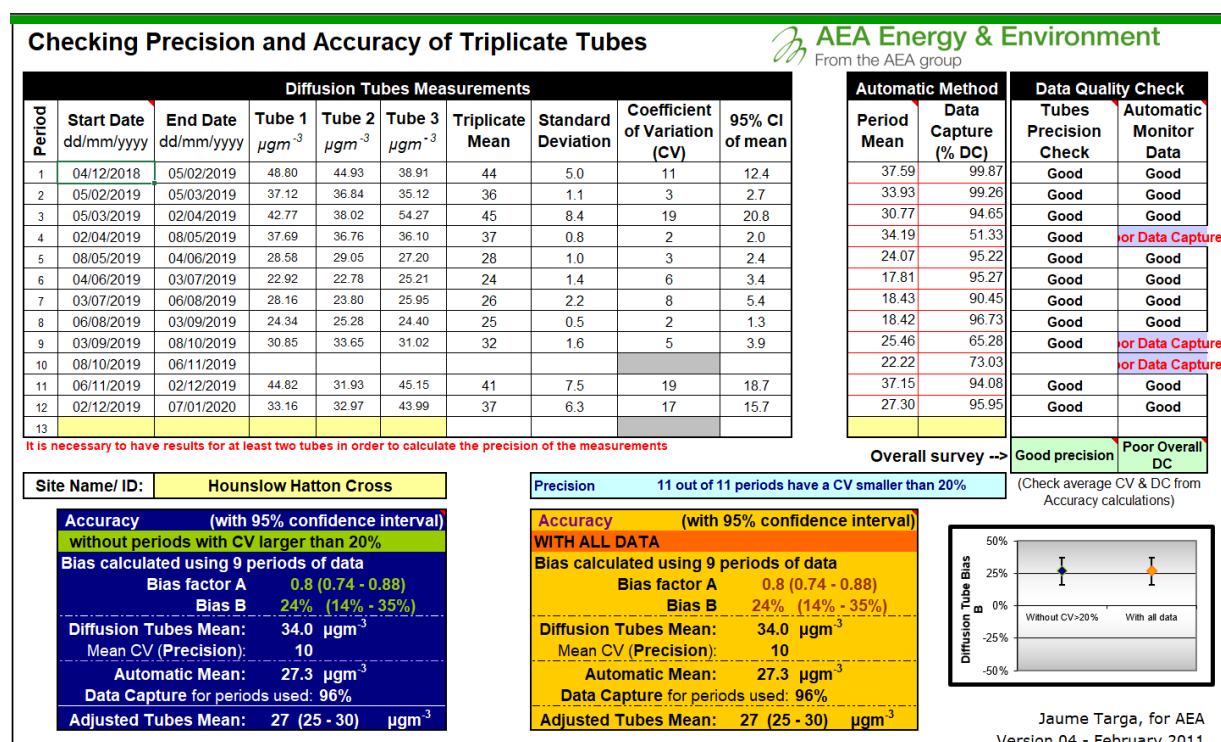 Checking Precision and Accuracy of Triplicate Tubes
AEA Energy & Environment
From the AEA group
Diffusion Tubes Measurements
Automatic Method
Data Quality Check
Period Start Date dd/mm/yyyy End Date dd/mm/yyyy Tube 1 µgm-3 Tube 2 µgm-3 Tube 3 µgm-3 Triplicate Mean Standard Deviation Coefficient of Variation (CV) 95% CI of mean Period Mean Data Capture (% DC) Tubes Precision Check Automatic Monitor Data
1 04/12/2018 05/02/2019 48.80 44.93 38.91 44 5.0 11 12.4 37.59 99.87 Good Good
2 05/02/2019 05/03/2019 37.12 36.84 35.12 36 1.1 3 2.7 33.93 99.26 Good Good
3 05/03/2019 02/04/2019 42.77 38.02 54.27 45 8.4 19 20.8 30.77 94.65 Good Good
4 02/04/2019 08/05/2019 37.69 36.76 36.10 37 0.8 2 2.0 34.19 51.33 Good or Data Capture
5 08/05/2019 04/06/2019 28.58 29.05 27.20 28 1.0 3 2.4 24.07 95.22 Good Good
6 04/06/2019 03/07/2019 22.92 22.78 25.21 24 1.4 6 3.4 17.81 95.27 Good Good
7 03/07/2019 06/08/2019 28.16 23.80 25.95 26 2.2 8 5.4 18.43 90.45 Good Good
8 06/08/2019 03/09/2019 24.34 25.28 24.40 25 0.5 2 1.3 18.42 96.73 Good Good
9 03/09/2019 08/10/2019 30.85 33.65 31.02 32 1.6 5 3.9 25.46 65.28 Good or Data Capture
10 08/10/2019 06/11/2019 22.22 73.03 or Data Capture
11 06/11/2019 02/12/2019 44.82 31.93 45.15 41 7.5 19 18.7 37.15 94.08 Good Good
12 02/12/2019 07/01/2020 33.16 32.97 43.99 37 6.3 17 15.7 27.30 95.95 Good Good
13
It is necessary to have results for at least two tubes in order to calculate the precision of the measurements
Overall survey --> Good precision Poor Overall DC
Site Name/ ID: Hounslow Hatton Cross
Precision 11 out of 11 periods have a CV smaller than 20%
(Check average CV & DC from
Accuracy calculations)
Accuracy (with 95% confidence interval)
without periods with CV larger than 20%
Bias calculated using 9 periods of data
Bias factor A 0.8 (0.74 - 0.88)
Bias B 24% (14% - 35%)
Diffusion Tubes Mean: 34.0 µgm-3
Mean CV (Precision): 10
Automatic Mean: 27.3 µgm-3
Data Capture for periods used: 96%
Adjusted Tubes Mean: 27 (25 - 30) µgm-3
Accuracy (with 95% confidence interval)
WITH ALL DATA
Bias calculated using 9 periods of data
Bias factor A 0.8 (0.74 - 0.88)
Bias B 24% (14% - 35%)
Diffusion Tubes Mean: 34.0 µgm-3
Mean CV (Precision): 10
Automatic Mean: 27.3 µgm-3
Data Capture for periods used: 96%
Adjusted Tubes Mean: 27 (25 - 30) µgm-3
Diffusion Tube Bias B
50%
25%
0%
-25%
-50%
Without CV>20% With all data
Jaume Targa, for AEA
Version 04 - February 2011